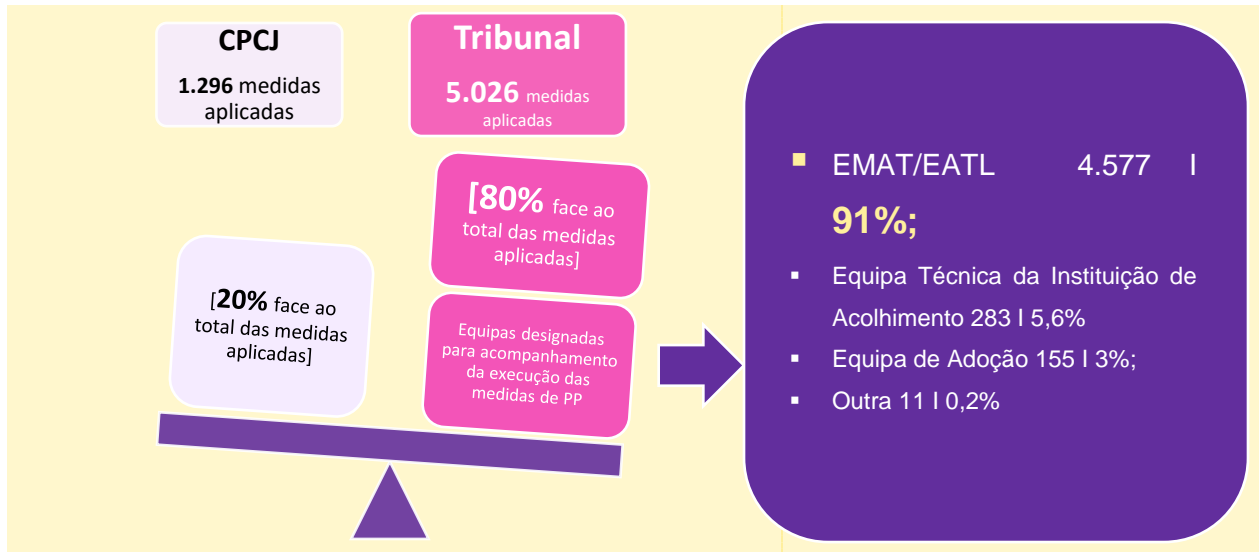 CPCJ
1.296 medidas
aplicadas
Tribunal
5.026 medidas
aplicadas
[80% face ao
total das medidas
aplicadas]
[20% face ao
total das medidas
aplicadas]
Equipas designadas
para acompanhamento
da execução das
medidas de PP
▪ EMAT/EATL 4.577 I
91%;
▪ Equipa Técnica da Instituição de
Acolhimento 283 I 5,6%
▪ Equipa de Adoção 155 I 3%;
▪ Outra 11 I 0,2%